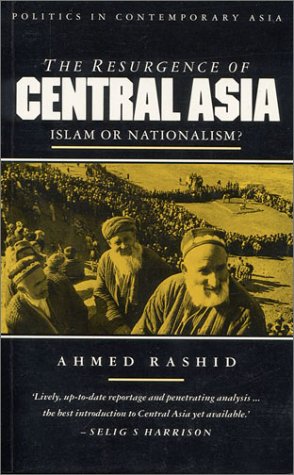 POLITICS IN CONTEMPORARY ASIA
THE RESURGENCE OF
CENTRAL ASIA
ISLAM OR NATIONALISM?
AHMED RASHID
'Lively, up-to-date reportage and penetrating analysis ...
the best introduction to Central Asia yet available.'
– SELIG S HARRISON